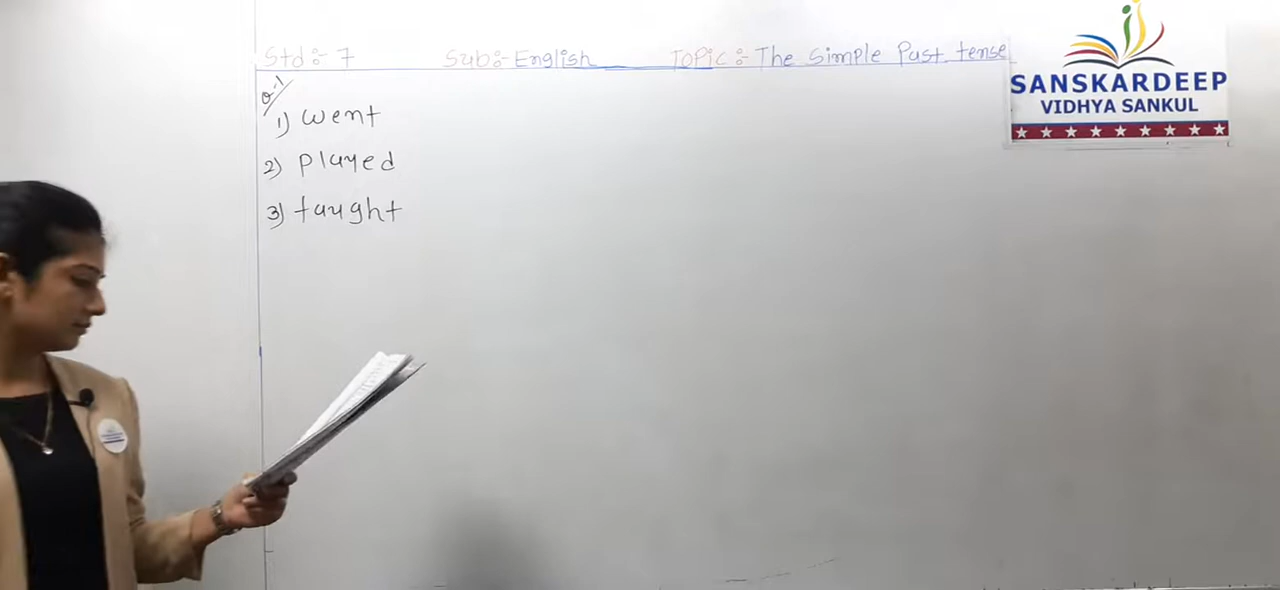 Std :- 7 Sub :- English Topic :- The Simple Past tense
Q-1
1) went
2) played
3) taught
SANSKARDEEP
VIDHYA SANKUL